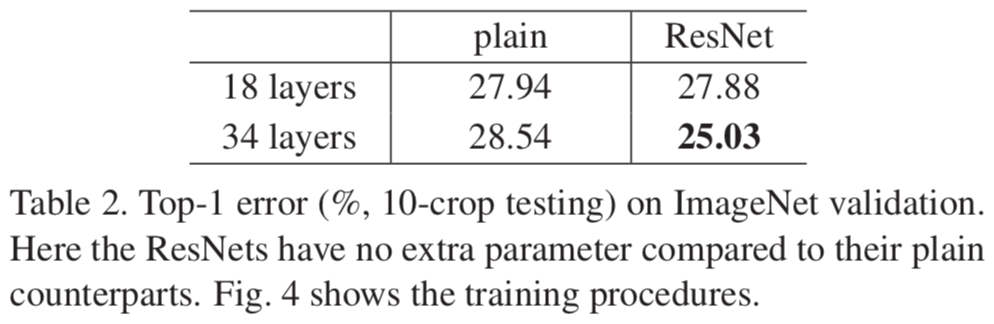 plain ResNet
18 layers 27.94 27.88
34 layers 28.54 25.03
Table 2. Top-1 error (%, 10-crop testing) on ImageNet validation.
Here the ResNets have no extra parameter compared to their plain
counterparts. Fig. 4 shows the training procedures.